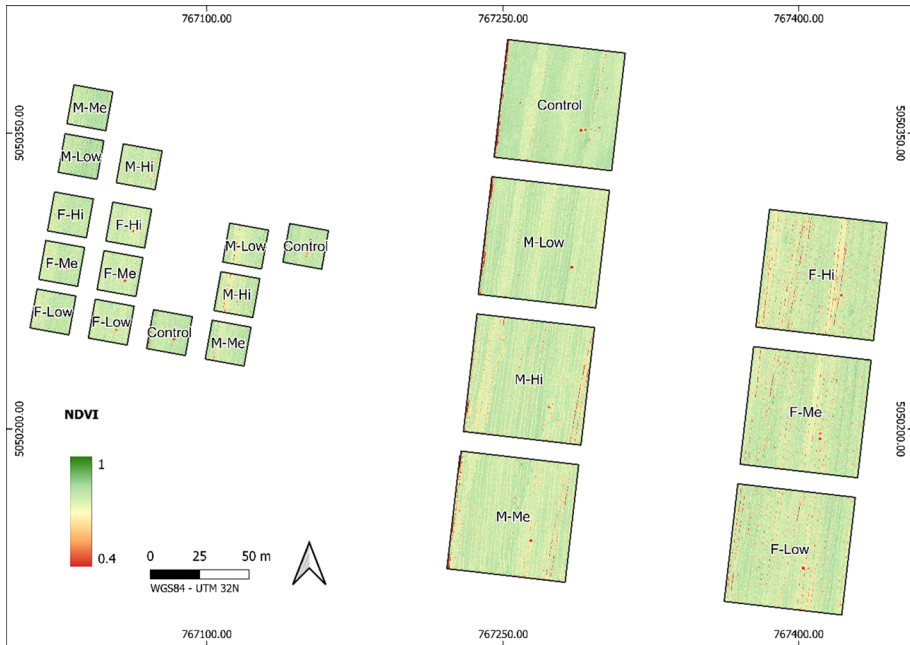 767100.00
767250.00
767400.00
5050350.00
5050350.00
Control
M-Me
M-Low
M-Hi
F-Hi
F-Hi
M-Low
Control
M-Low
F-Me
F-Me
M-Hi
F-Hi
F-Low
F-Low
Control
M-Me
M-Hi
F-Me
NDVI
5050200.00
5050200.00
1
0.4
M-Me
F-Low
0
25
50 m
WGS84 - UTM 32N
767100.00
767250.00
767400.00